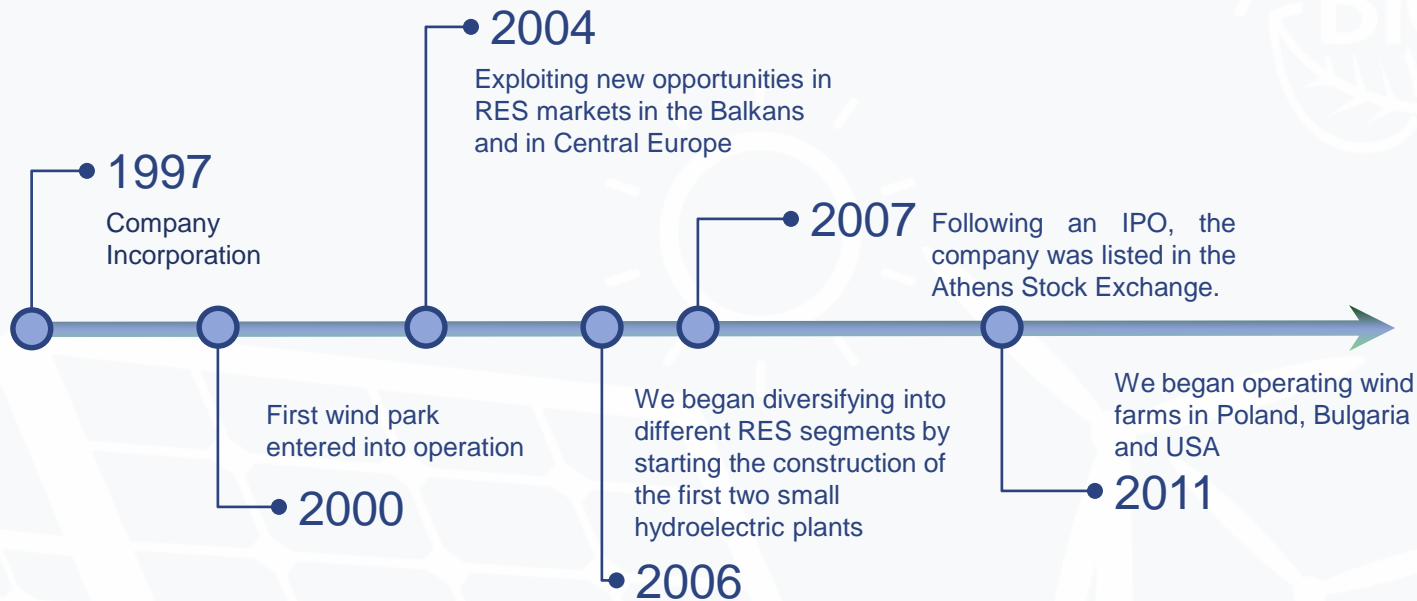 2004
Exploiting new opportunities in
RES markets in the Balkans
and in Central Europe
1997
Company
Incorporation
2007
Following an IPO, the
company was listed in the
Athens Stock Exchange.
First wind park
entered into operation
2000
We began diversifying into
different RES segments by
starting the construction of
the first two small
hydroelectric plants
2006
We began operating wind
farms in Poland, Bulgaria
and USA
2011